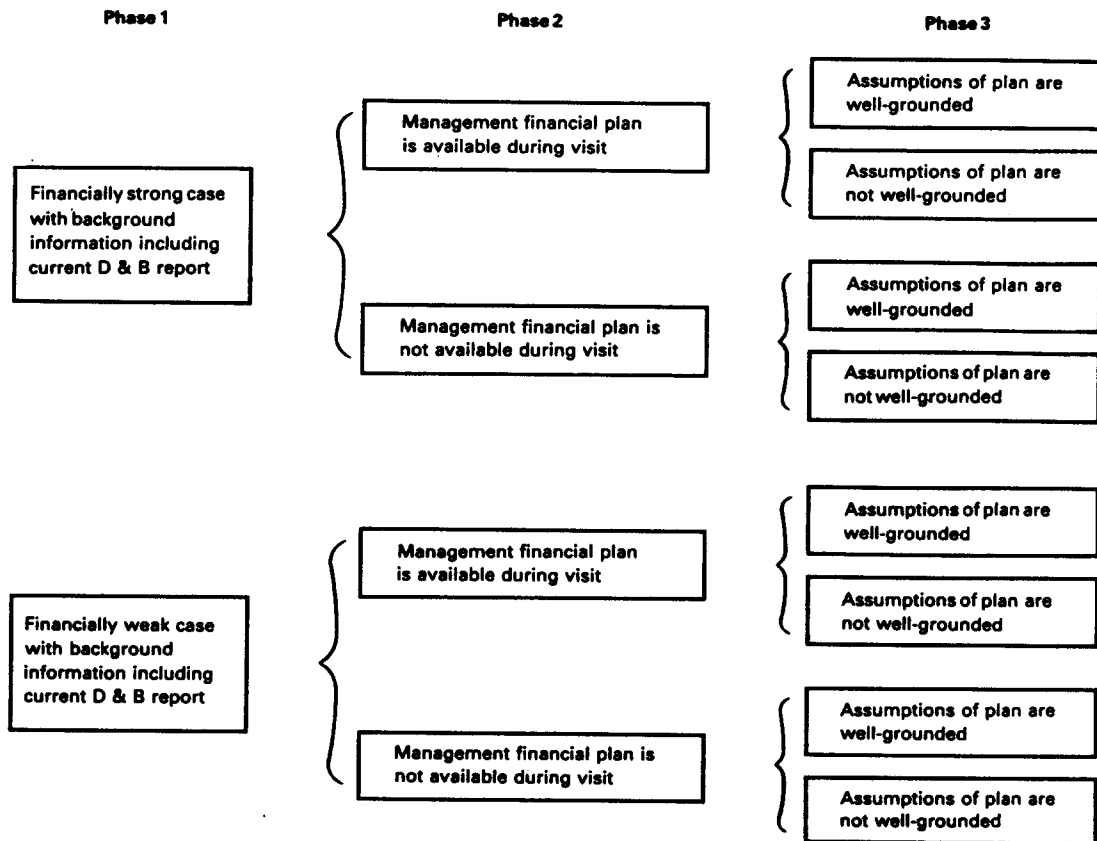 Phase 1
Phase 2
Phase 3
Financially strong case
with background
information including
current D & B report
Management financial plan
is available during visit
Assumptions of plan are
well-grounded
Assumptions of plan are
not well-grounded
Management financial plan is
not available during visit
Assumptions of plan are
well-grounded
Assumptions of plan are
not well-grounded
Financially weak case
with background
information including
current D & B report
Management financial plan
is available during visit
Assumptions of plan are
well-grounded
Assumptions of plan are
not well-grounded
Management financial plan is
not available during visit
Assumptions of plan are
well-grounded
Assumptions of plan are
not well-grounded